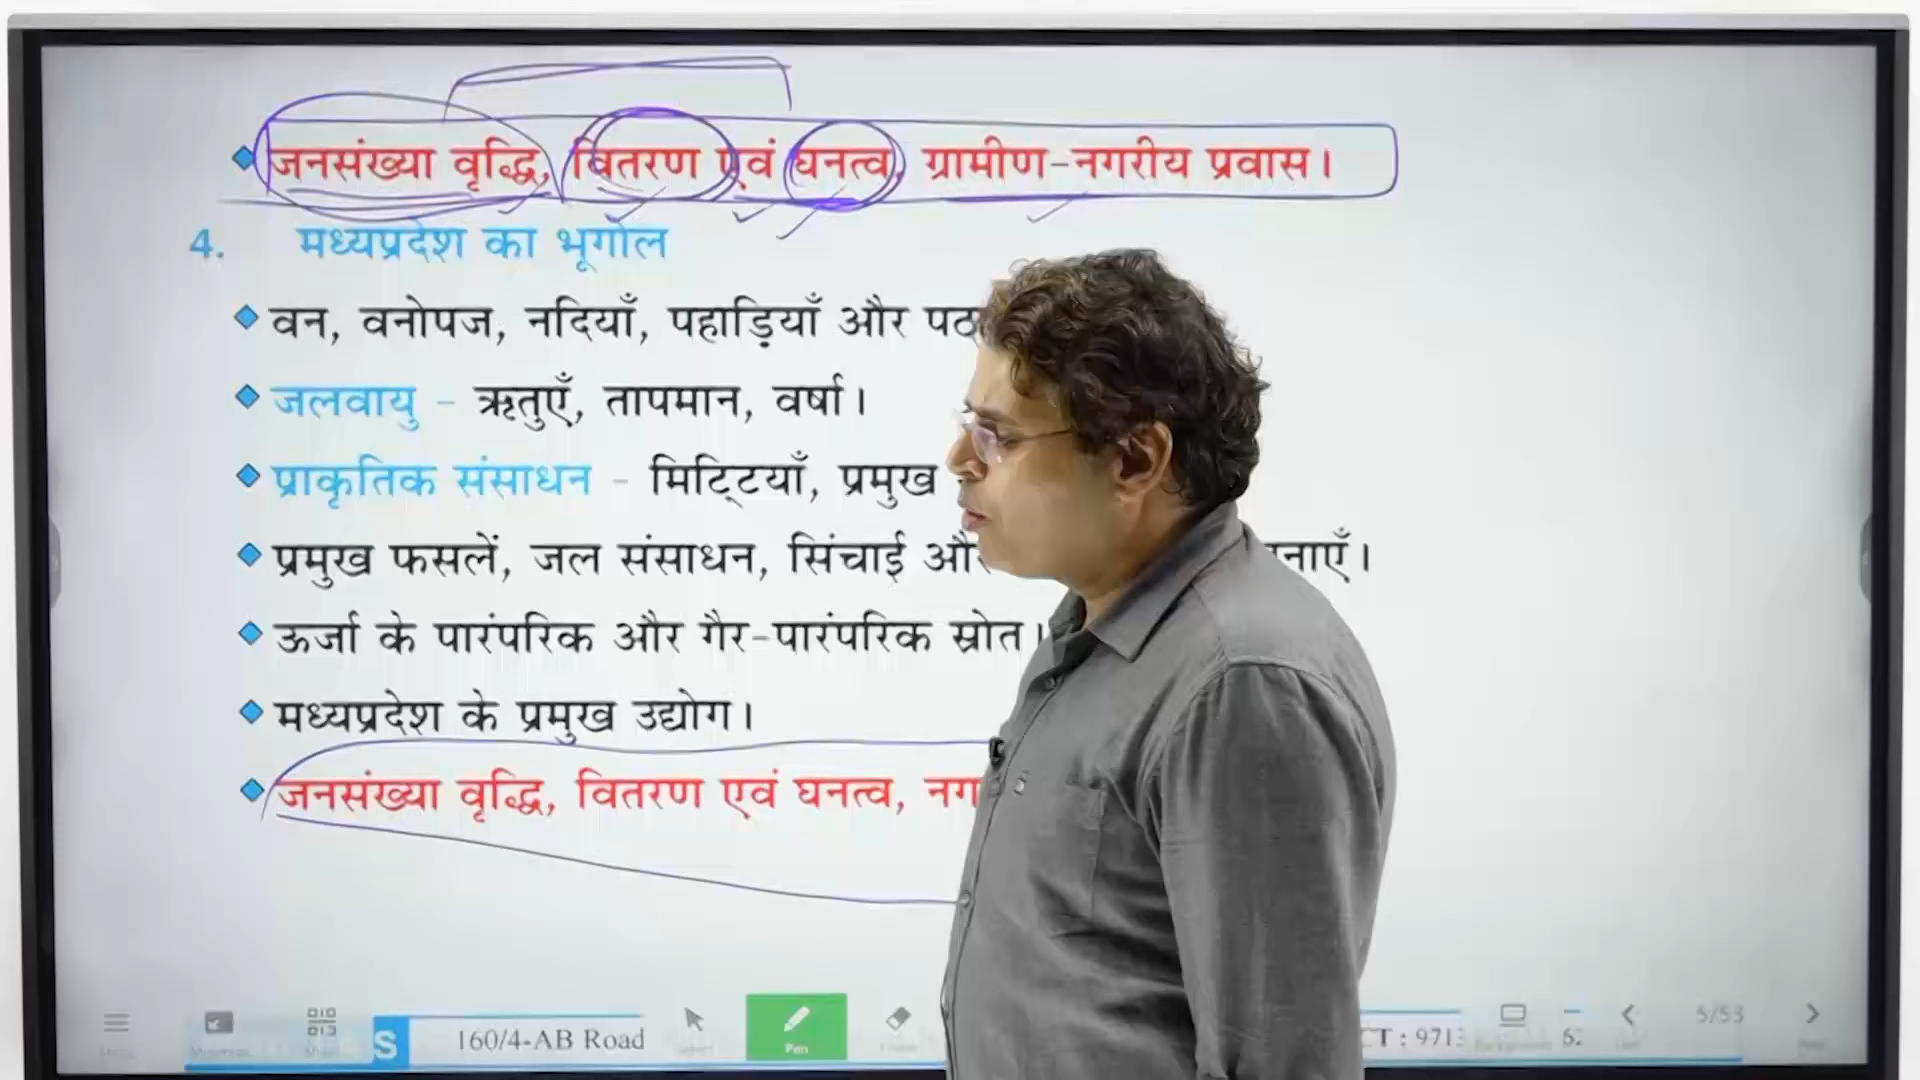 जनसंख्या वृद्धि, वितरण एवं घनत्व, ग्रामीण-नगरीय प्रवास।
4. मध्यप्रदेश का भूगोल
वन, वनोपज, नदियाँ, पहाड़ियाँ और
जलवायु - ऋतुएँ, तापमान, वर्षा।
प्राकृतिक संसाधन - मिट्टियाँ, प्रमुख
प्रमुख फसलें, जल संसाधन, सिंचाई
ऊर्जा के पारंपरिक और गैर-पारंपरिक स्रोत।
मध्यप्रदेश के प्रमुख उद्योग।
जनसंख्या वृद्धि, वितरण एवं घनत्व,
S 160/4-AB Road Pen 5/53